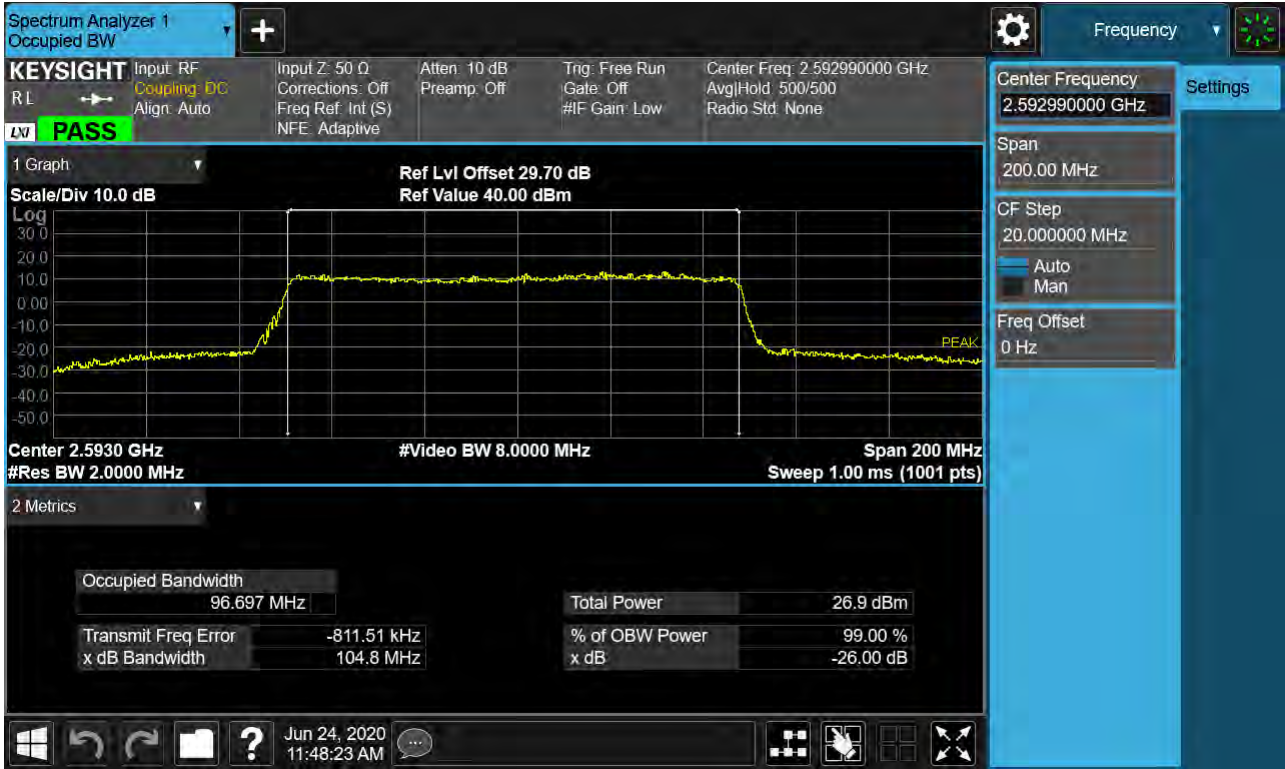 Spectrum Analyzer 1
Occupied BW
Frequency
KEYSIGHT
R L
LXI
PASS
Input: RF
Coupling: DC
Align: Auto
Input Z: 50 Ω
Corrections: Off
Freq Ref: Int (S)
NFE: Adaptive
Atten: 10 dB
Preamp: Off
Trig: Free Run
Gate: Off
#IF Gain: Low
Center Freq: 2.592990000 GHz
Avg|Hold: 500/500
Radio Std: None
1 Graph
Scale/Div 10.0 dB
Ref Lvl Offset 29.70 dB
Ref Value 40.00 dBm
Log
30.0
20.0
10.0
0.00
-10.0
-20.0
-30.0
-40.0
-50.0
PEAK
Center 2.5930 GHz
#Video BW 8.0000 MHz
Span 200 MHz
#Res BW 2.0000 MHz
Sweep 1.00 ms (1001 pts)
2 Metrics
Occupied Bandwidth
96.697 MHz
Total Power 26.9 dBm
Transmit Freq Error -811.51 kHz
% of OBW Power 99.00 %
x dB Bandwidth 104.8 MHz
x dB -26.00 dB
?
Jun 24, 2020
11:48:23 AM
Center Frequency
2.592990000 GHz
Settings
Span
200.00 MHz
CF Step
20.000000 MHz
Auto
Man
Freq Offset
0 Hz